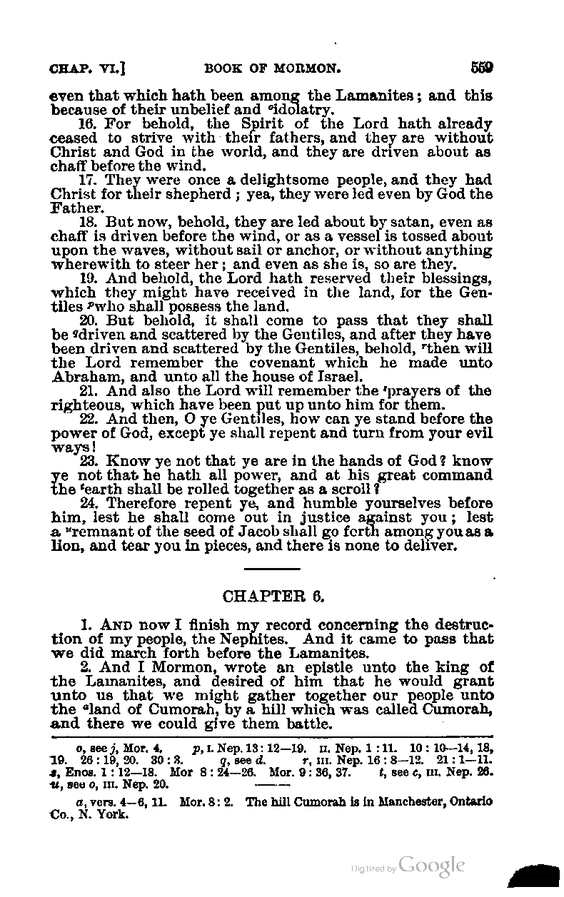 CHAP. VI.] BOOK OF MORMON. 559
even that which hath been among the Lamanites; and this
because of their unbelief and ᵒidolatry.
16. For behold, the Spirit of the Lord hath already
ceased to strive with their fathers, and they are without
Christ and God in the world, and they are driven about as
chaff before the wind.
17. They were once a delightsome people, and they had
Christ for their shepherd; yea, they were led even by God the
Father.
18. But now, behold, they are led about by satan, even as
chaff is driven before the wind, or as a vessel is tossed about
upon the waves, without sail or anchor, or without anything
wherewith to steer her; and even as she is, so are they.
19. And behold, the Lord hath reserved their blessings,
which they might have received in the land, for the Gen-
tiles ᵖwho shall possess the land.
20. But behold, it shall come to pass that they shall
be ᑫdriven and scattered by the Gentiles, and after they have
been driven and scattered by the Gentiles, behold, ʳthen will
the Lord remember the covenant which he made unto
Abraham, and unto all the house of Israel.
21. And also the Lord will remember the ˢprayers of the
righteous, which have been put up unto him for them.
22. And then, O ye Gentiles, how can ye stand before the
power of God, except ye shall repent and turn from your evil
ways!
23. Know ye not that ye are in the hands of God? know
ye not that he hath all power, and at his great command
the ᵗearth shall be rolled together as a scroll?
24. Therefore repent ye, and humble yourselves before
him, lest he shall come out in justice against you; lest
a ᵘremnant of the seed of Jacob shall go forth among you as a
lion, and tear you in pieces, and there is none to deliver.
CHAPTER 6.
1. AND now I finish my record concerning the destruc-
tion of my people, the Nephites. And it came to pass that
we did march forth before the Lamanites.
2. And I Mormon, wrote an epistle unto the king of
the Lamanites, and desired of him that he would grant
unto us that we might gather together our people unto
the ᵃland of Cumorah, by a hill which was called Cumorah,
and there we could give them battle.
o, see j, Mor. 4. p, I. Nep. 13:12—19. II. Nep. 1:11. 10:10—14, 18,
19. 26:19, 20. 30:3. q, see d. r, III. Nep. 16:8—12. 21:1—11.
s, Enos. 1:12—18. Mor 8:24—26. Mor. 9:36, 37. t, see c, III. Nep. 26.
u, see o, III. Nep. 20.
a, vers. 4—6, 11. Mor. 8:2. The hill Cumorah is in Manchester, Ontario
Co., N. York.
Digitized by Google